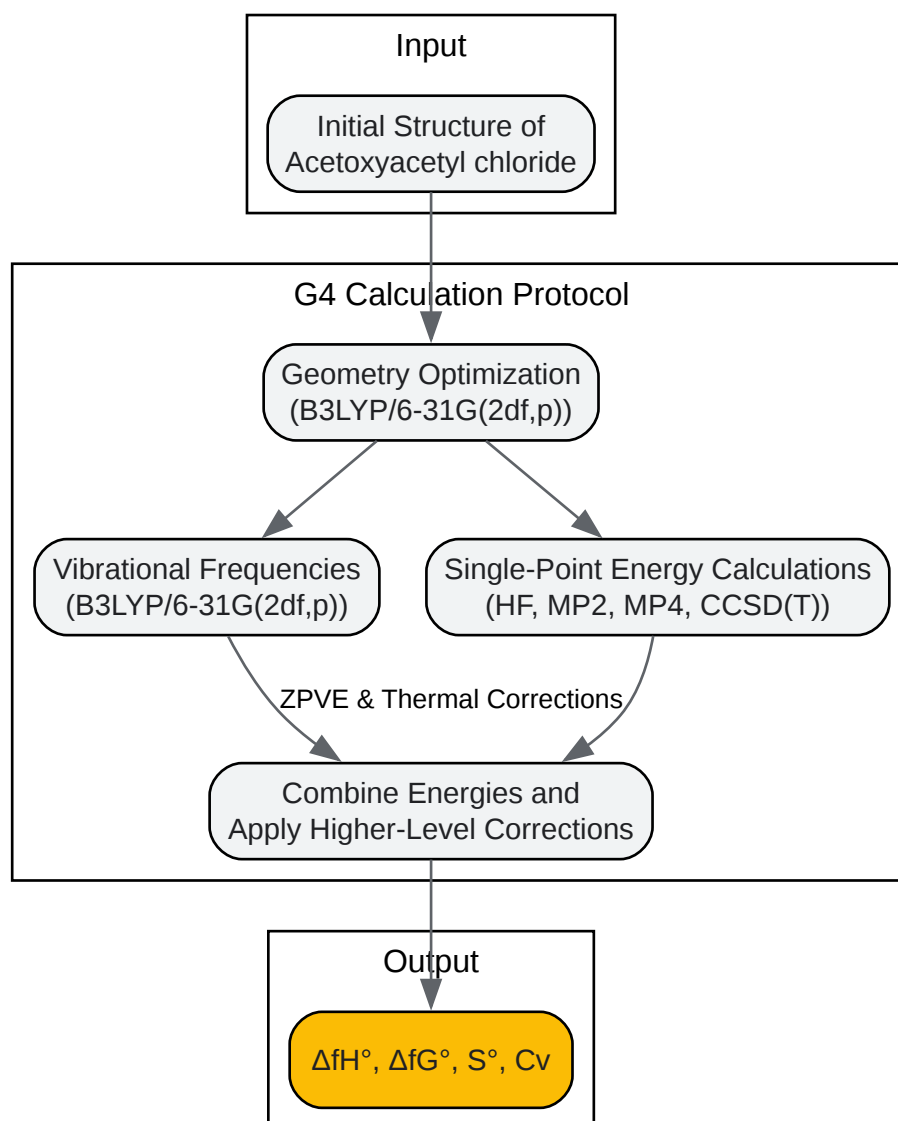 Input
Initial Structure of
Acetoxyacetyl chloride
G4 Calculation Protocol
Geometry Optimization
(B3LYP/6-31G(2df,p))
Vibrational Frequencies
(B3LYP/6-31G(2df,p))
Single-Point Energy Calculations
(HF, MP2, MP4, CCSD(T))
ZPVE & Thermal Corrections
Combine Energies and
Apply Higher-Level Corrections
Output
ΔfH°, ΔfG°, S°, Cv